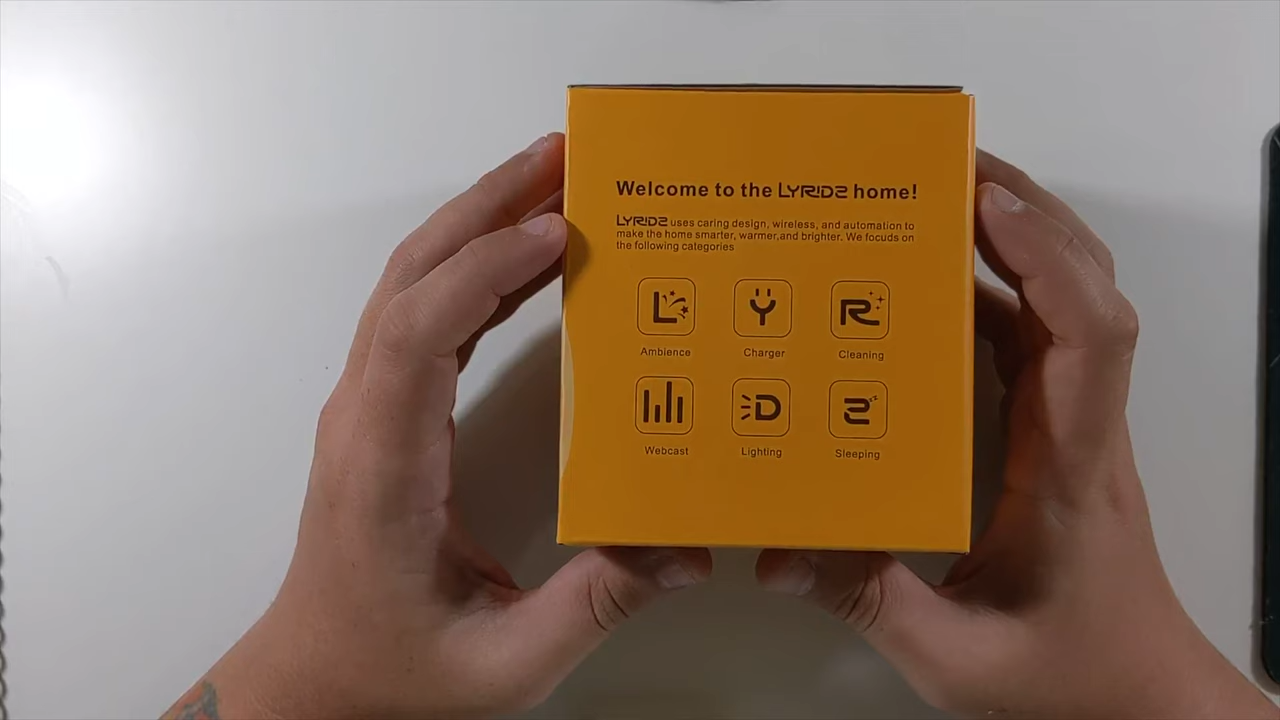 Welcome to the LYRIDZ home!
LYRIDZ uses caring design, wireless, and automation to
make the home smarter, warmer,and brighter. We focuds on
the following categories
Ambience Charger Cleaning
Webcast Lighting Sleeping